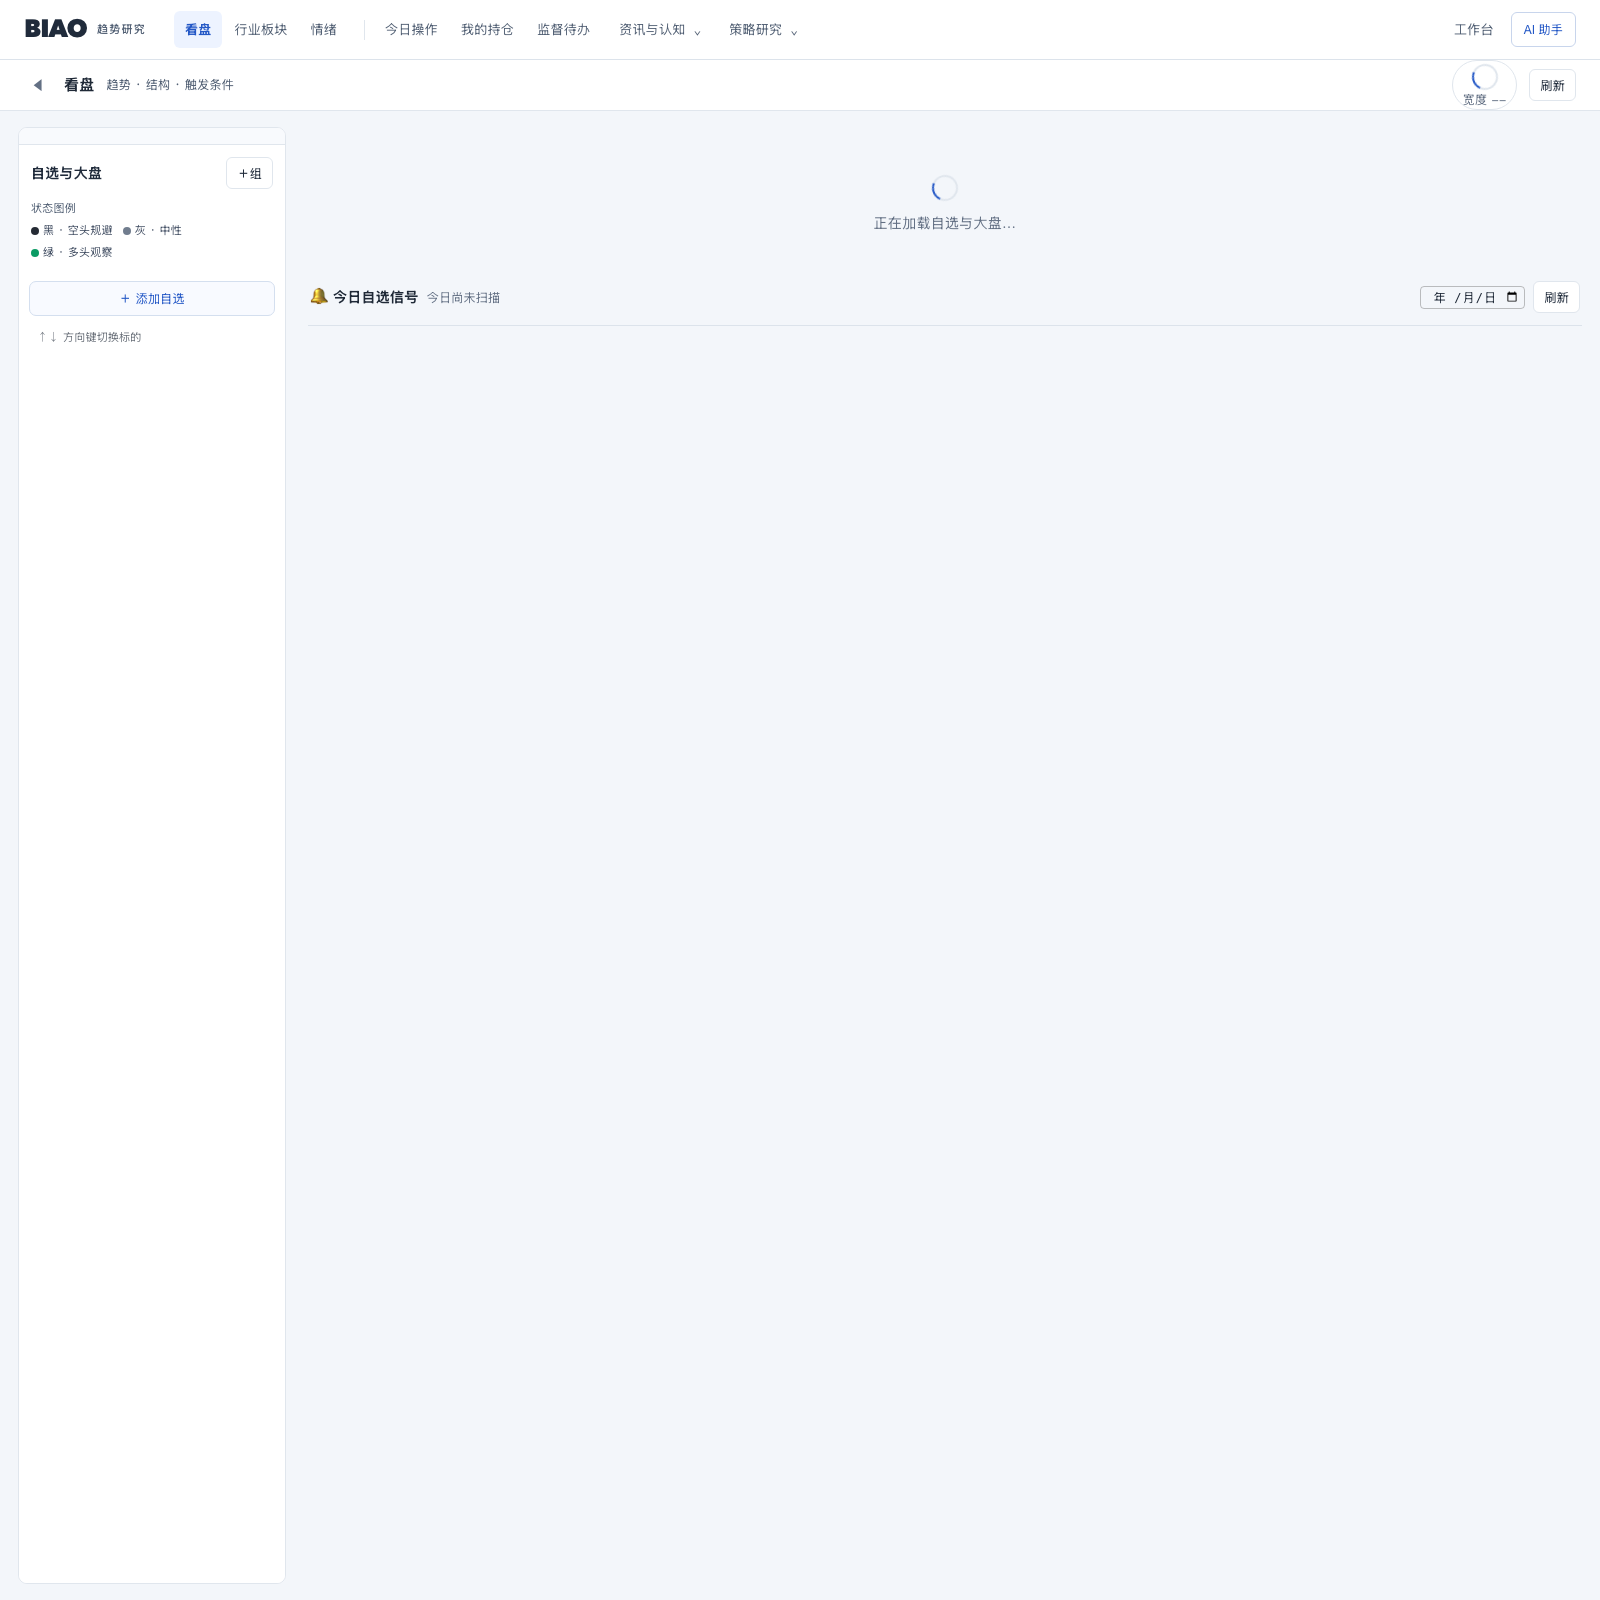 BIAO 趋势研究 看盘 行业板块 情绪 今日操作 我的持仓 监督待办 资讯与认知 策略研究 工作台 AI 助手
看盘 趋势 · 结构 · 触发条件 宽度 -- 刷新
自选与大盘 +组
状态图例
黑 · 空头规避 灰 · 中性
绿 · 多头观察
+ 添加自选
↑↓ 方向键切换标的
正在加载自选与大盘...
今日自选信号 今日尚未扫描 年 /月/日 刷新